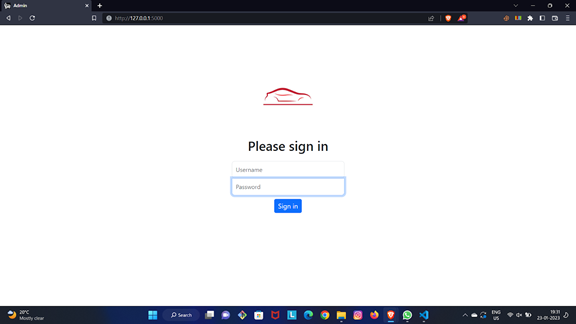 Admin
http://127.0.0.1:5000
Please sign in
Username
Password
Sign in
20°C
Mostly clear
Search
ENG
US
19:11
23-01-2023